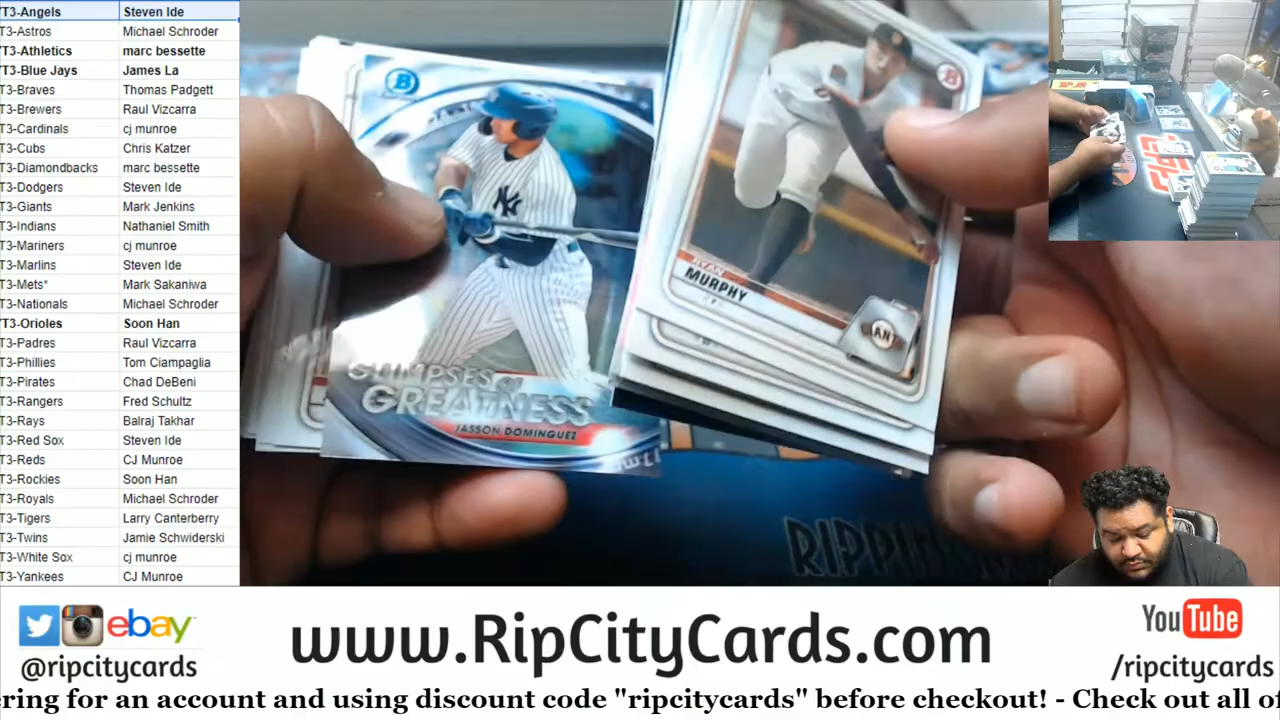 T3-Angels Steven Ide
T3-Astros Michael Schroder
T3-Athletics marc bessette
T3-Blue Jays James La
T3-Braves Thomas Padgett
T3-Brewers Raul Vizcarra
T3-Cardinals cj munroe
T3-Cubs Chris Katzer
T3-Diamondbacks marc bessette
T3-Dodgers Steven Ide
T3-Giants Mark Jenkins
T3-Indians Nathaniel Smith
T3-Mariners cj munroe
T3-Marlins Steven Ide
T3-Mets* Mark Sakaniwa
T3-Nationals Michael Schroder
T3-Orioles Soon Han
T3-Padres Raul Vizcarra
T3-Phillies Tom Ciampaglia
T3-Pirates Chad DeBeni
T3-Rangers Fred Schultz
T3-Rays Balraj Takhar
T3-Red Sox Steven Ide
T3-Reds CJ Munroe
T3-Rockies Soon Han
T3-Royals Michael Schroder
T3-Tigers Larry Canterberry
T3-Twins Jamie Schwiderski
T3-White Sox cj munroe
T3-Yankees CJ Munroe
B
NY
GLIMPSES of
GREATNESS
JASSON DOMINGUEZ
B
RYAN
MURPHY
ebay
@ripcitycards
www.RipCityCards.com
YouTube
/ripcitycards
ering for an account and using discount code "ripcitycards" before checkout! - Check out all of